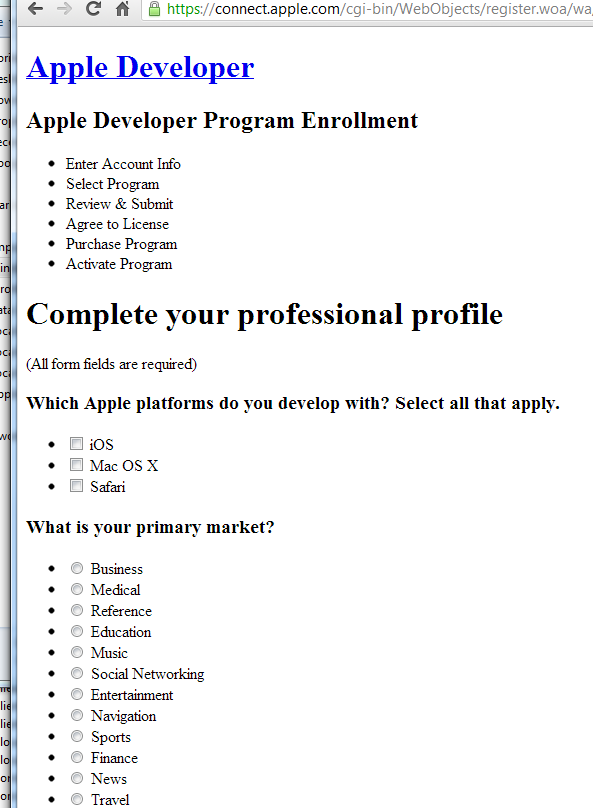 https://connect.apple.com/cgi-bin/WebObjects/register.woa/wa/
Apple Developer
Apple Developer Program Enrollment
Enter Account Info
Select Program
Review & Submit
Agree to License
Purchase Program
Activate Program
Complete your professional profile
(All form fields are required)
Which Apple platforms do you develop with? Select all that apply.
iOS
Mac OS X
Safari
What is your primary market?
Business
Medical
Reference
Education
Music
Social Networking
Entertainment
Navigation
Sports
Finance
News
Travel